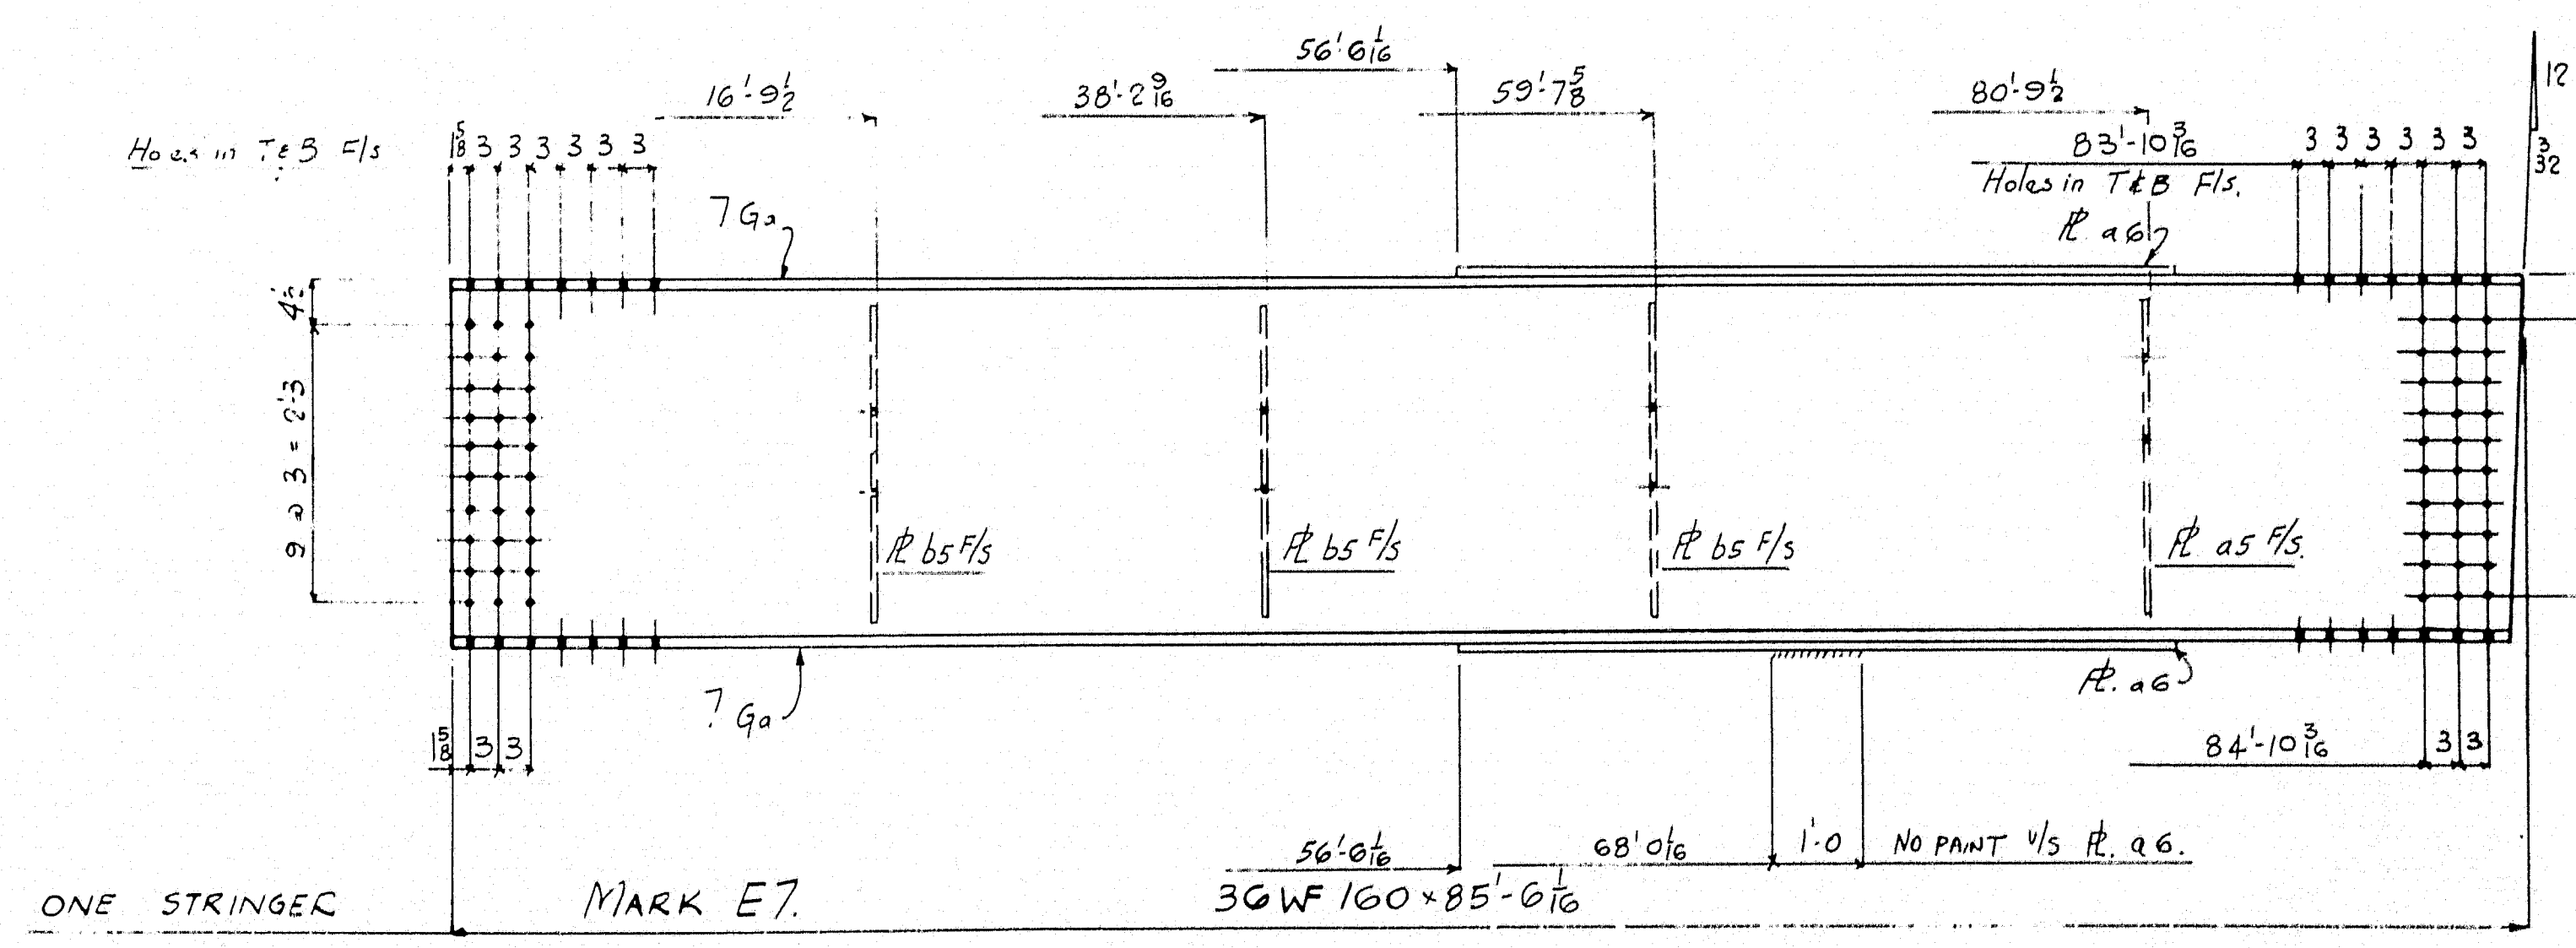 56'-6 1/16
16'-9 1/2
38'-2 9/16
59'-7 5/8
80'-9 1/2
12
3/32
Holes in T & B F/s
1 5/8 3 3 3 3 3 3
83'-10 3/16
3 3 3 3 3 3
Holes in T & B F/s.
7 Ga
PL a6
4 1/2
9 @ 3 = 2'-3
PL b5 F/s
PL b5 F/s
PL b5 F/s
PL a5 F/s.
7 Ga
PL. a6
1 5/8 3 3
84'-10 3/16
3 3
56'-6 1/16
68'-0 1/16
1'-0
NO PAINT U/S PL. a6.
36 WF 160 x 85'-6 1/16
ONE STRINGER MARK E7.